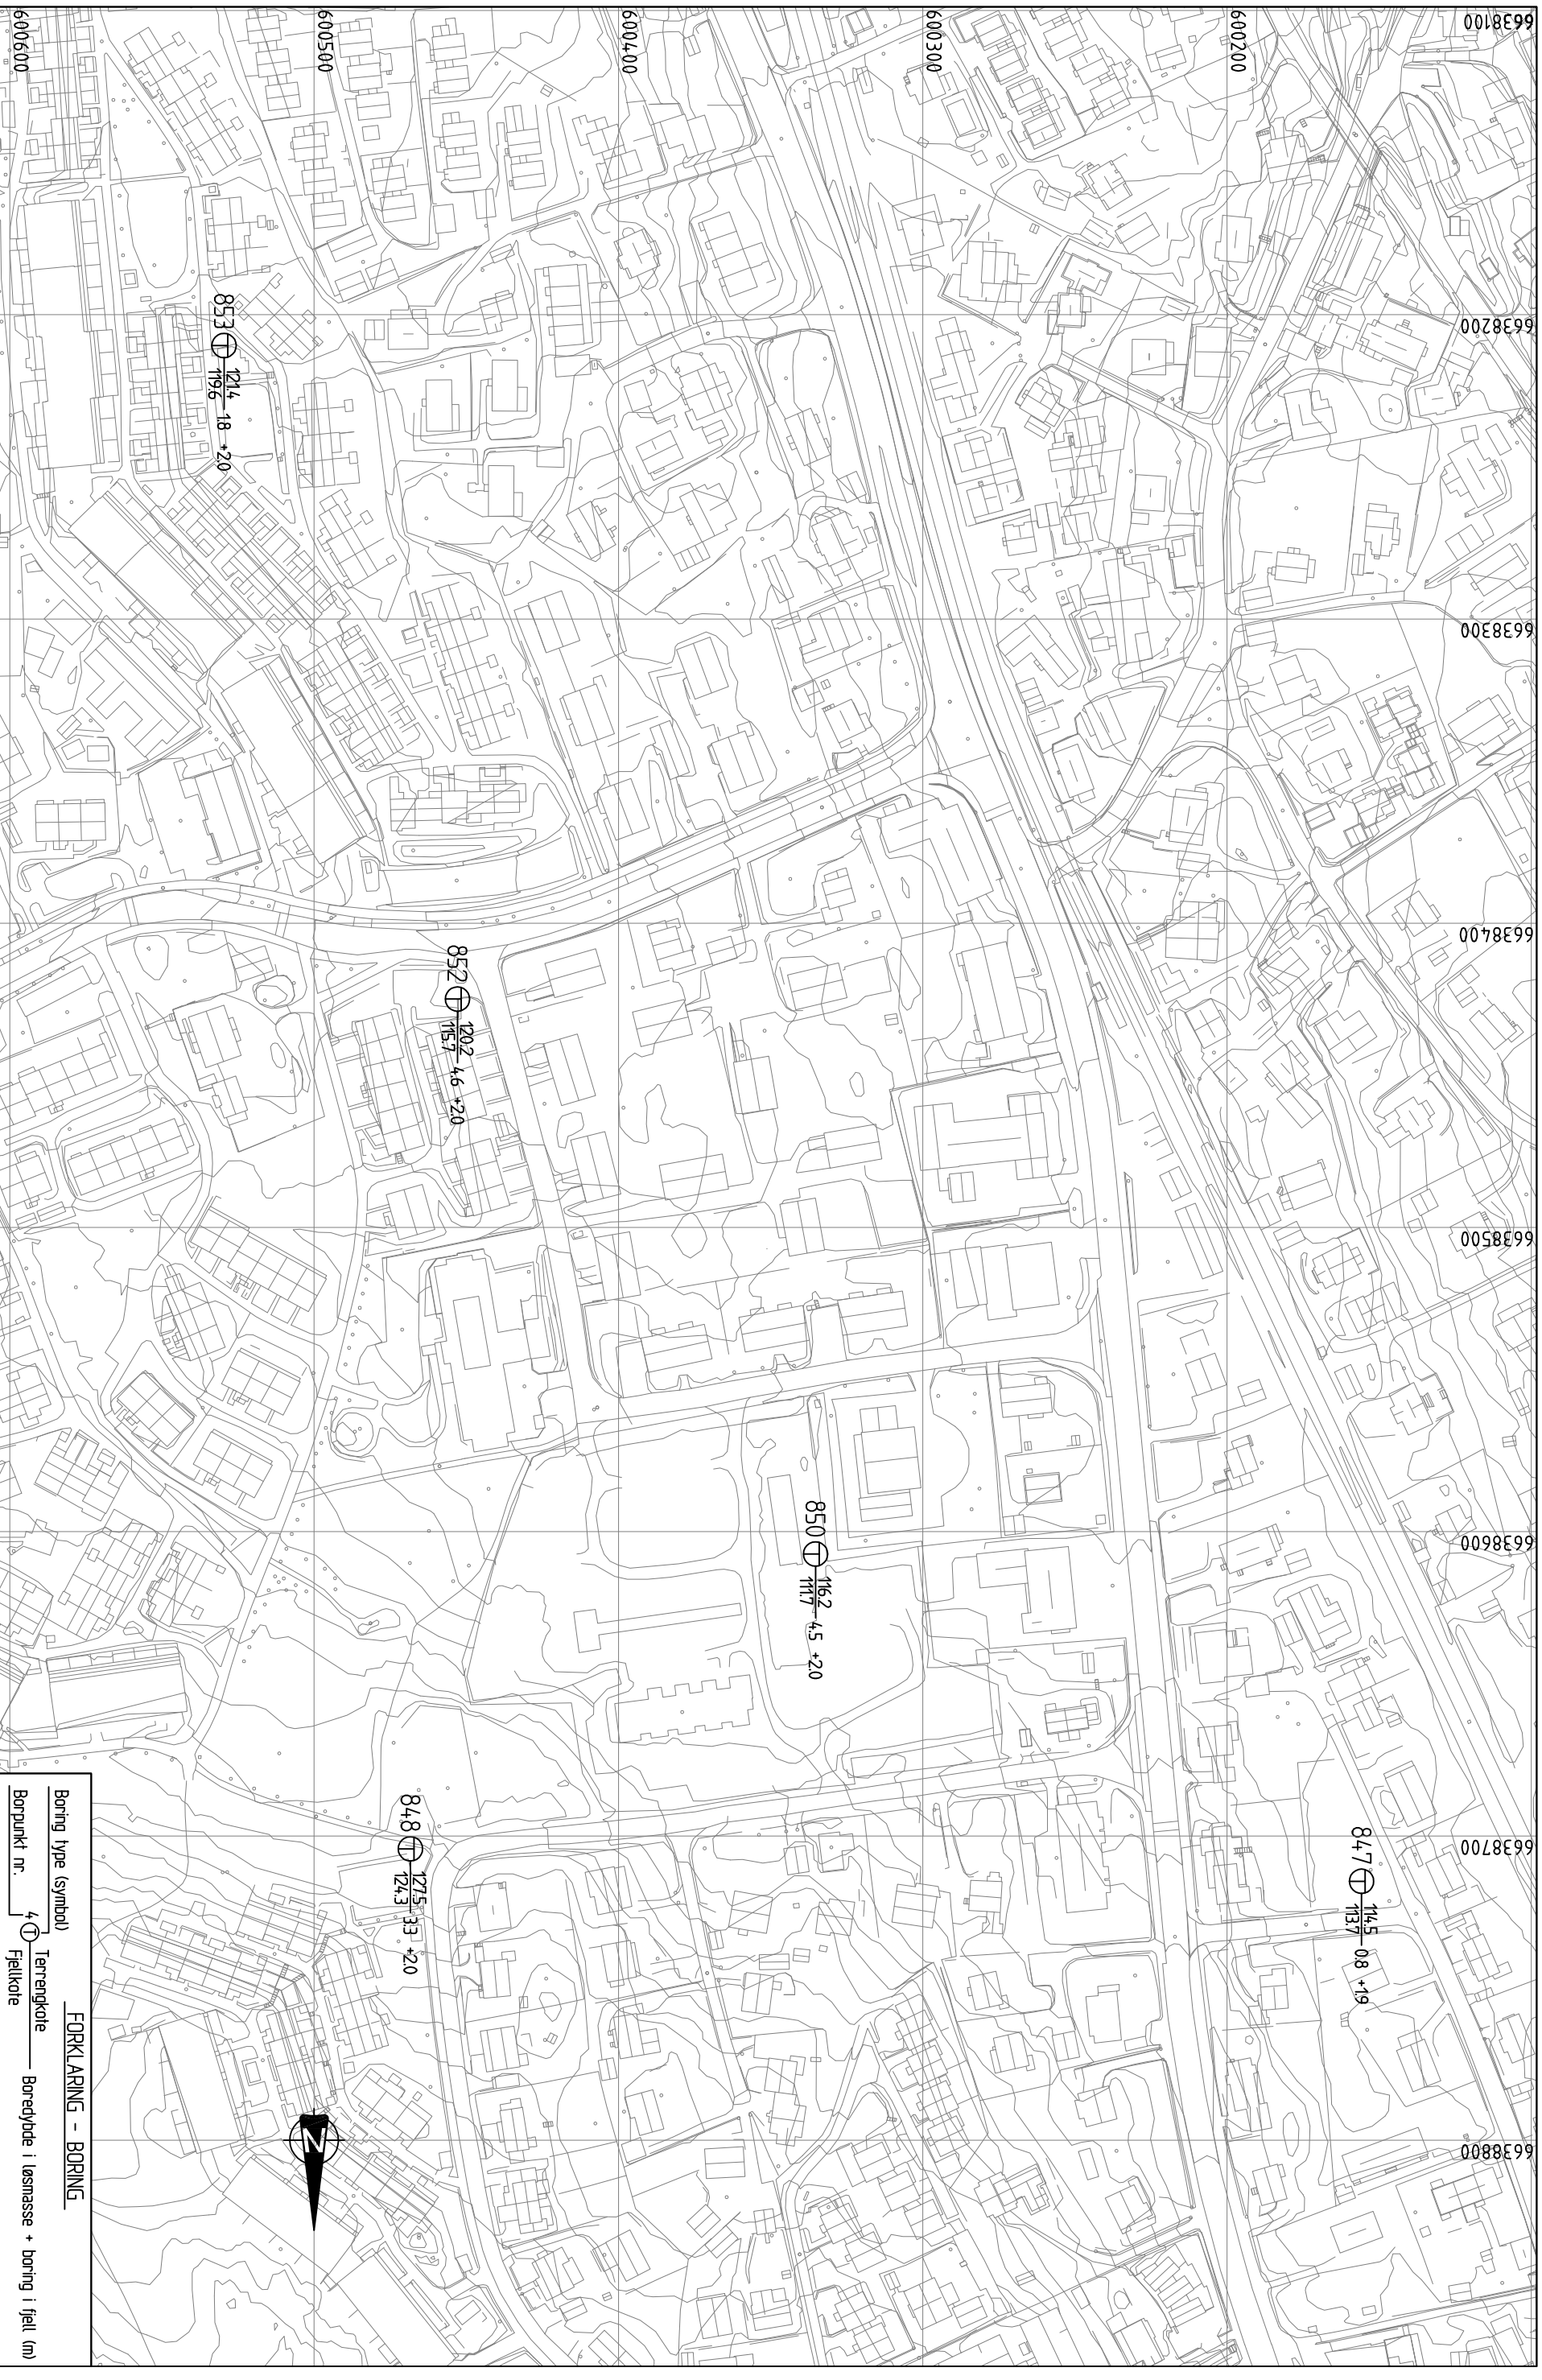 6638100
6638200
6638300
6638400
6638500
6638600
6638700
6638800
600200
600300
600400
600500
600600
847 114.5 0.8 +1.9
113.7
850 116.2 4.5 +2.0
111.7
852 120.2 4.6 +2.0
115.7
848 127.5 3.3 +2.0
124.3
853 121.4 1.8 +2.0
119.6
N
FORKLARING - BORING
Boring type (symbol)
Terrengkote
Borpunkt nr. 4 T Boredybde i løsmasse + boring i fjell (m)
Fjellkote